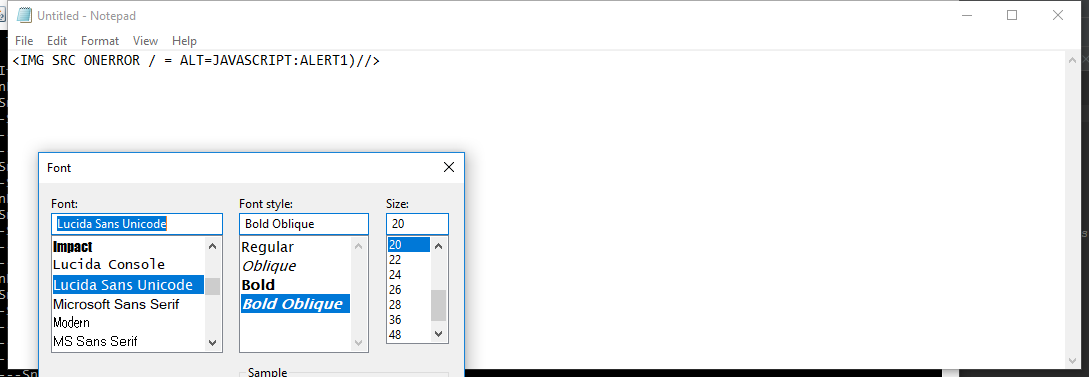 Untitled - Notepad
File Edit Format View Help
<IMG SRC ONERROR / = ALT=JAVASCRIPT:ALERT1)//>
Font
Font: Font style: Size:
Lucida Sans Unicode Bold Oblique 20
Impact Regular 20
Lucida Console Oblique 22
Lucida Sans Unicode Bold 24
Microsoft Sans Serif Bold Oblique 26
Modern 28
MS Sans Serif 36
48
Sample